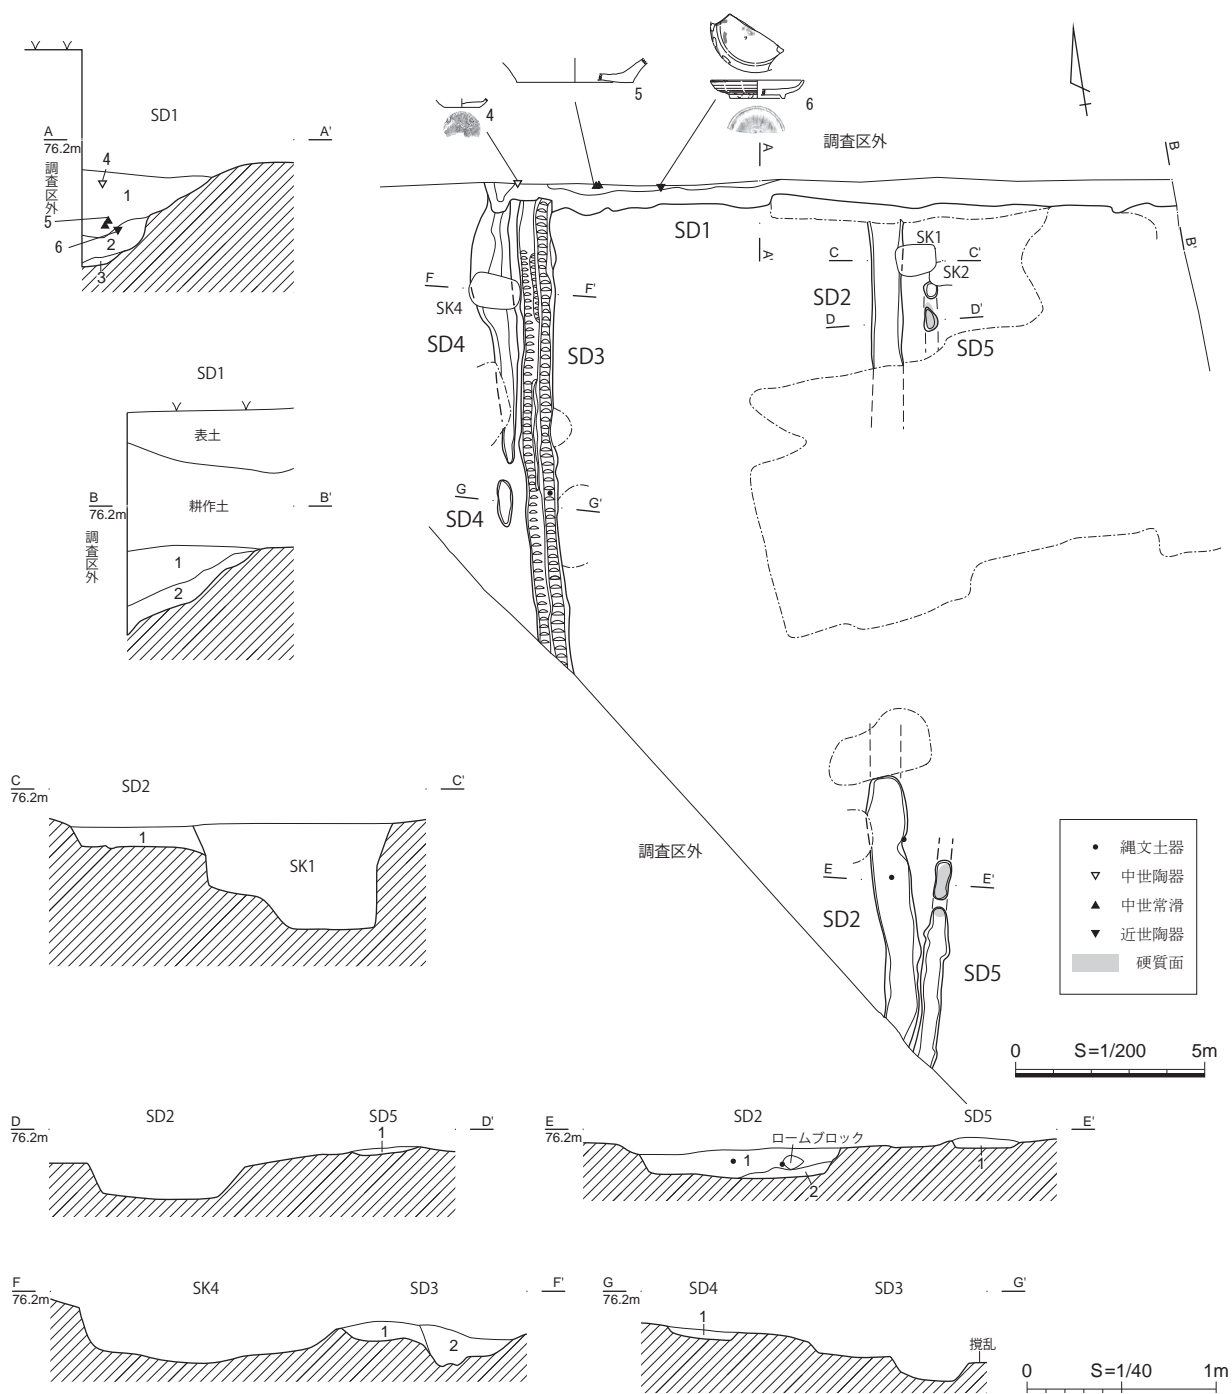 SD1
A
76.2m
A'
調査区外
4
1
5
6
2
3
SD1
表土
耕作土
B
76.2m
B'
調査区外
1
2
4
5
6
調査区外
A
A'
B
B'
SD1
SK1
C
C'
SK2
SD2
D
D'
SD5
F
F'
SK4
SD4
SD3
G
G'
SD4
調査区外
E
E'
SD2
SD5
縄文土器
中世陶器
中世常滑
近世陶器
硬質面
0 S=1/200 5m
C
76.2m
SD2
C'
1
SK1
D
76.2m
SD2
SD5
D'
1
E
76.2m
SD2
SD5
E'
ロームブロック
1
2
1
F
76.2m
SK4
SD3
F'
1
2
G
76.2m
SD4
SD3
G'
1
撹乱
0 S=1/40 1m